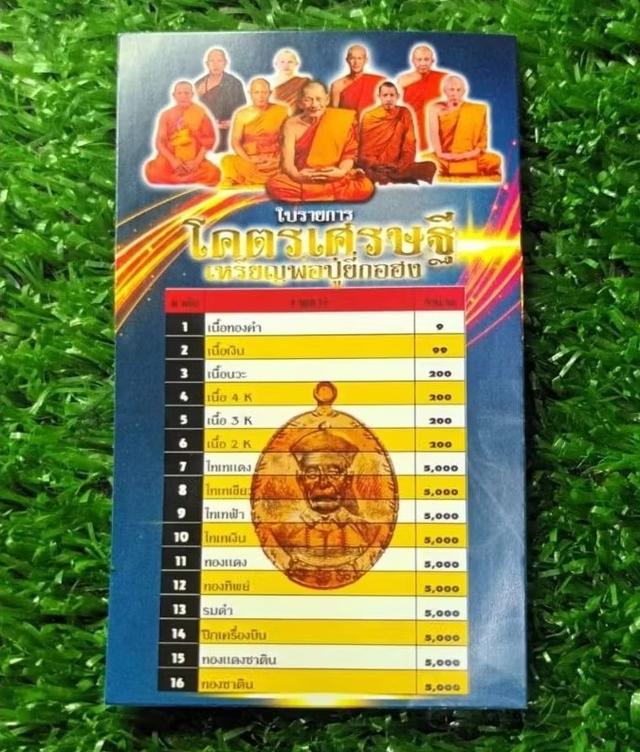 ใบรายการ
โคตรเศรษฐี
เหรียญพ่อปู่ยี่กอฮง
1 เนื้อทองคำ 9
2 เนื้อเงิน 99
3 เนื้อนวะ 200
4 เนื้อ 4 K 200
5 เนื้อ 3 K 200
6 เนื้อ 2 K 200
7 ไทเทแดง 5,000
8 ไทเทเขียว 5,000
9 ไทเทฟ้า 5,000
10 ไทเทเงิน 5,000
11 ทองแดง 5,000
12 ทองทิพย์ 5,000
13 รมดำ 5,000
14 ปีกเครื่องบิน 5,000
15 ทองแดงซาติน 5,000
16 ทองซาติน 5,000